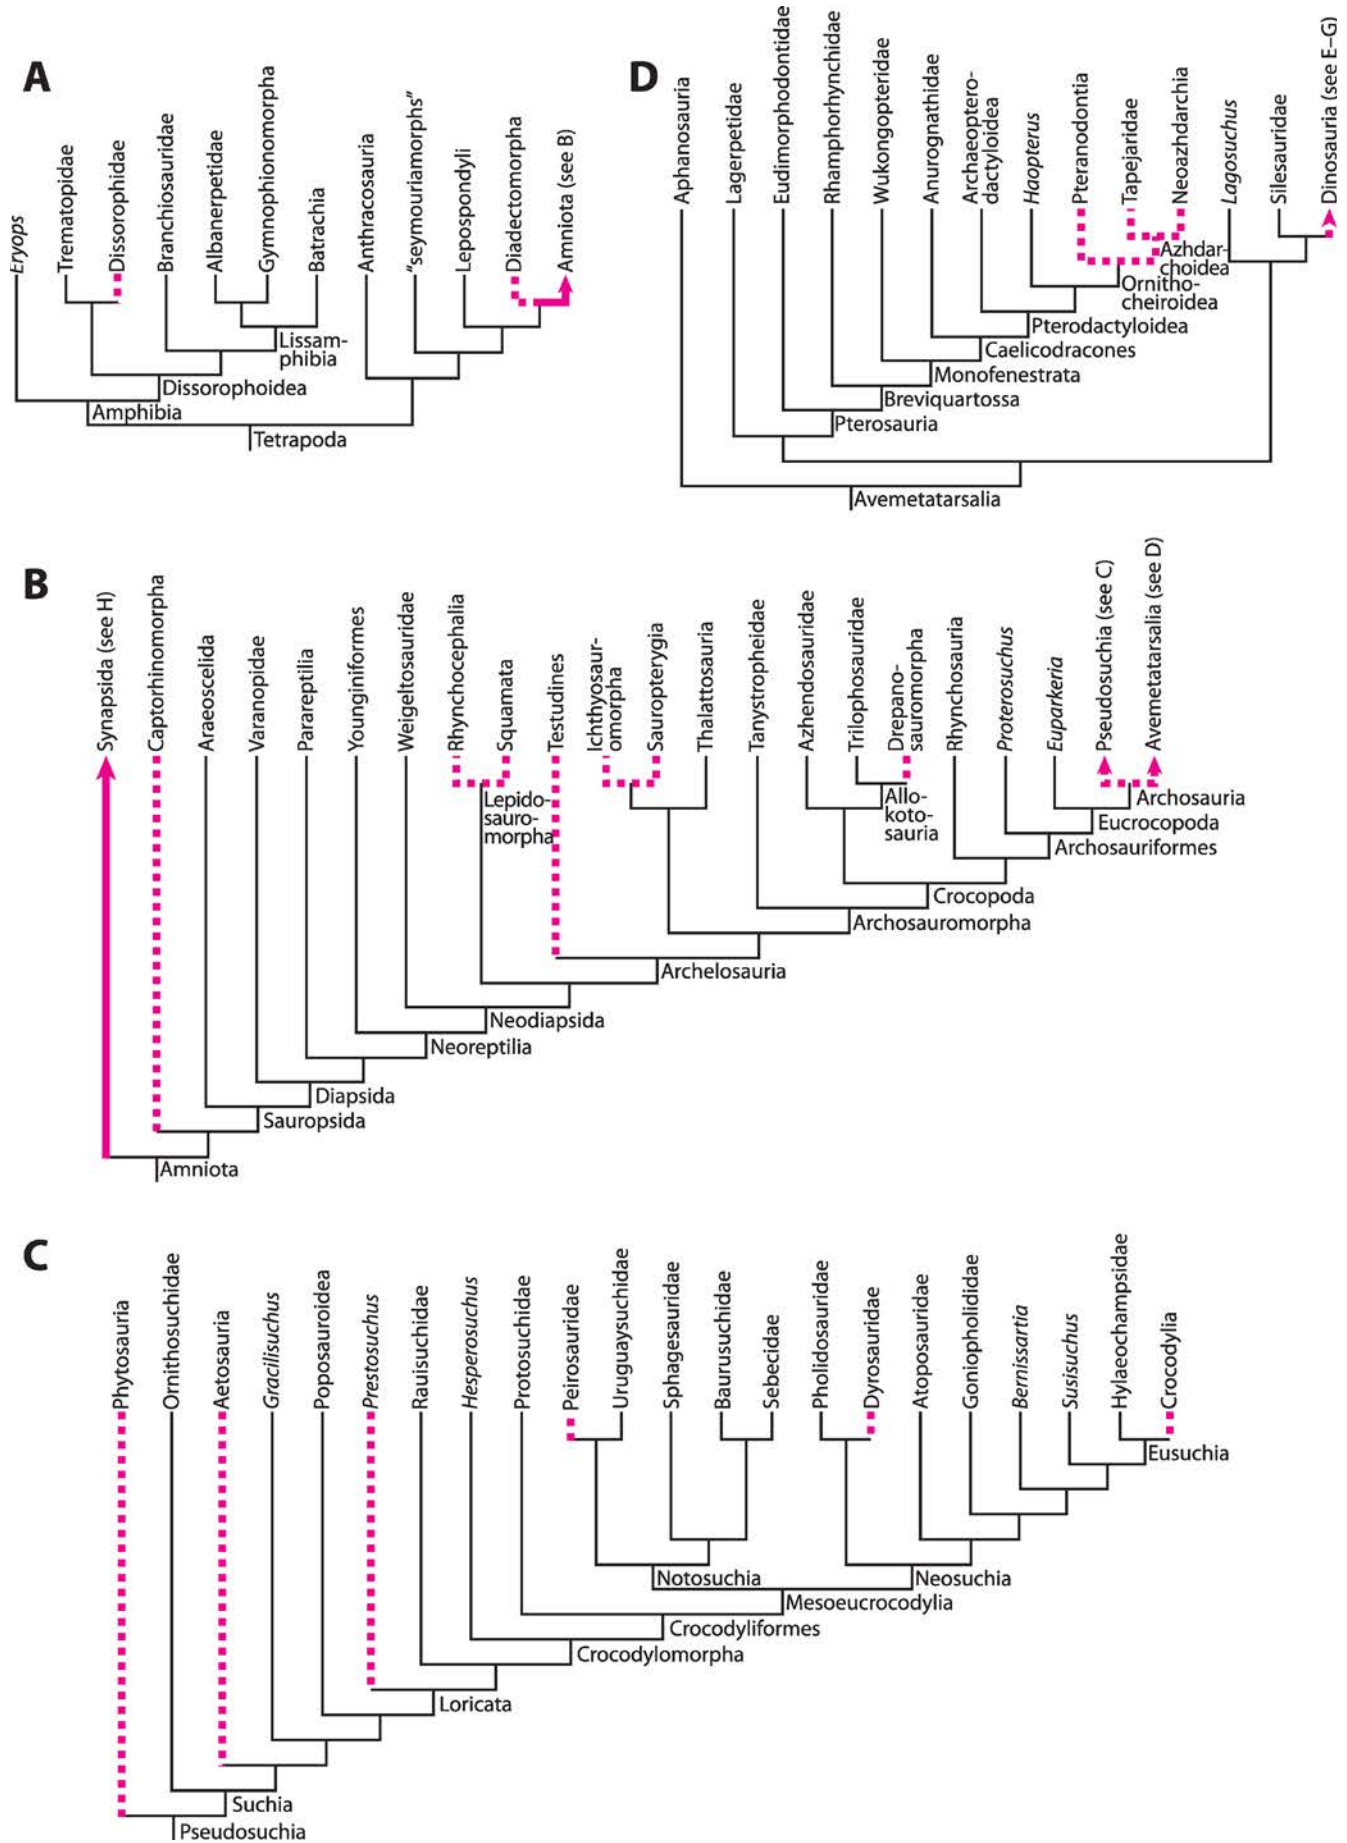 A
Eryops
Trematopidae
Dissorophidae
Branchiosauridae
Albanerpetidae
Gymnophionomorpha
Batrachia
Anthracosauria
"seymouriamorphs"
Lepospondyli
Diadectomorpha
Amniota (see B)
Lissam-
phibia
Dissorophoidea
Amphibia
Tetrapoda
D
Aphanosauria
Lagerpetidae
Eudimorphodontidae
Rhamphorhynchidae
Wukongopteridae
Anurognathidae
Archaeoptero-
dactyloidea
Haopterus
Pteranodontia
Tapejaridae
Neoazhdarchia
Lagosuchus
Silesauridae
Dinosauria (see E–G)
Azhdar-
choidea
Ornitho-
cheiroidea
Pterodactyloidea
Caelicodracones
Monofenestrata
Breviquartossa
Pterosauria
Avemetatarsalia
B
Synapsida (see H)
Captorhinomorpha
Araeoscelida
Varanopidae
Parareptilia
Younginiformes
Weigeltosauridae
Rhynchocephalia
Squamata
Testudines
Ichthyosaur-
omorpha
Sauropterygia
Thalattosauria
Tanystropheidae
Azhendosauridae
Trilophosauridae
Drepano-
sauromorpha
Rhynchosauria
Proterosuchus
Euparkeria
Pseudosuchia (see C)
Avemetatarsalia (see D)
Lepido-
sauro-
morpha
Allo-
koto-
sauria
Archosauria
Eucrocopoda
Archosauriformes
Crocopoda
Archosauromorpha
Archelosauria
Neodiapsida
Neoreptilia
Diapsida
Sauropsida
Amniota
C
Phytosauria
Ornithosuchidae
Aetosauria
Gracilisuchus
Poposauroidea
Prestosuchus
Rauisuchidae
Hesperosuchus
Protosuchidae
Peirosauridae
Uruguaysuchidae
Sphagesauridae
Baurusuchidae
Sebecidae
Pholidosauridae
Dyrosauridae
Atoposauridae
Goniopholididae
Bernissartia
Susisuchus
Hylaeochampsidae
Crocodylia
Eusuchia
Notosuchia
Neosuchia
Mesoeucrocodylia
Crocodyliformes
Crocodylomorpha
Loricata
Suchia
Pseudosuchia